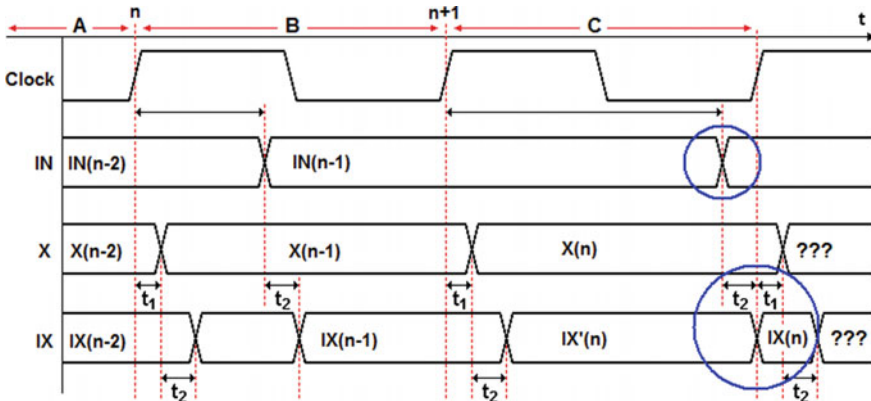 A n B n+1 C t
Clock
IN IN(n-2) IN(n-1)
X X(n-2) X(n-1) X(n) ???
t1 t2 t1 t2 t1
IX IX(n-2) IX(n-1) IX'(n) IX(n) ???
t2 t2 t2